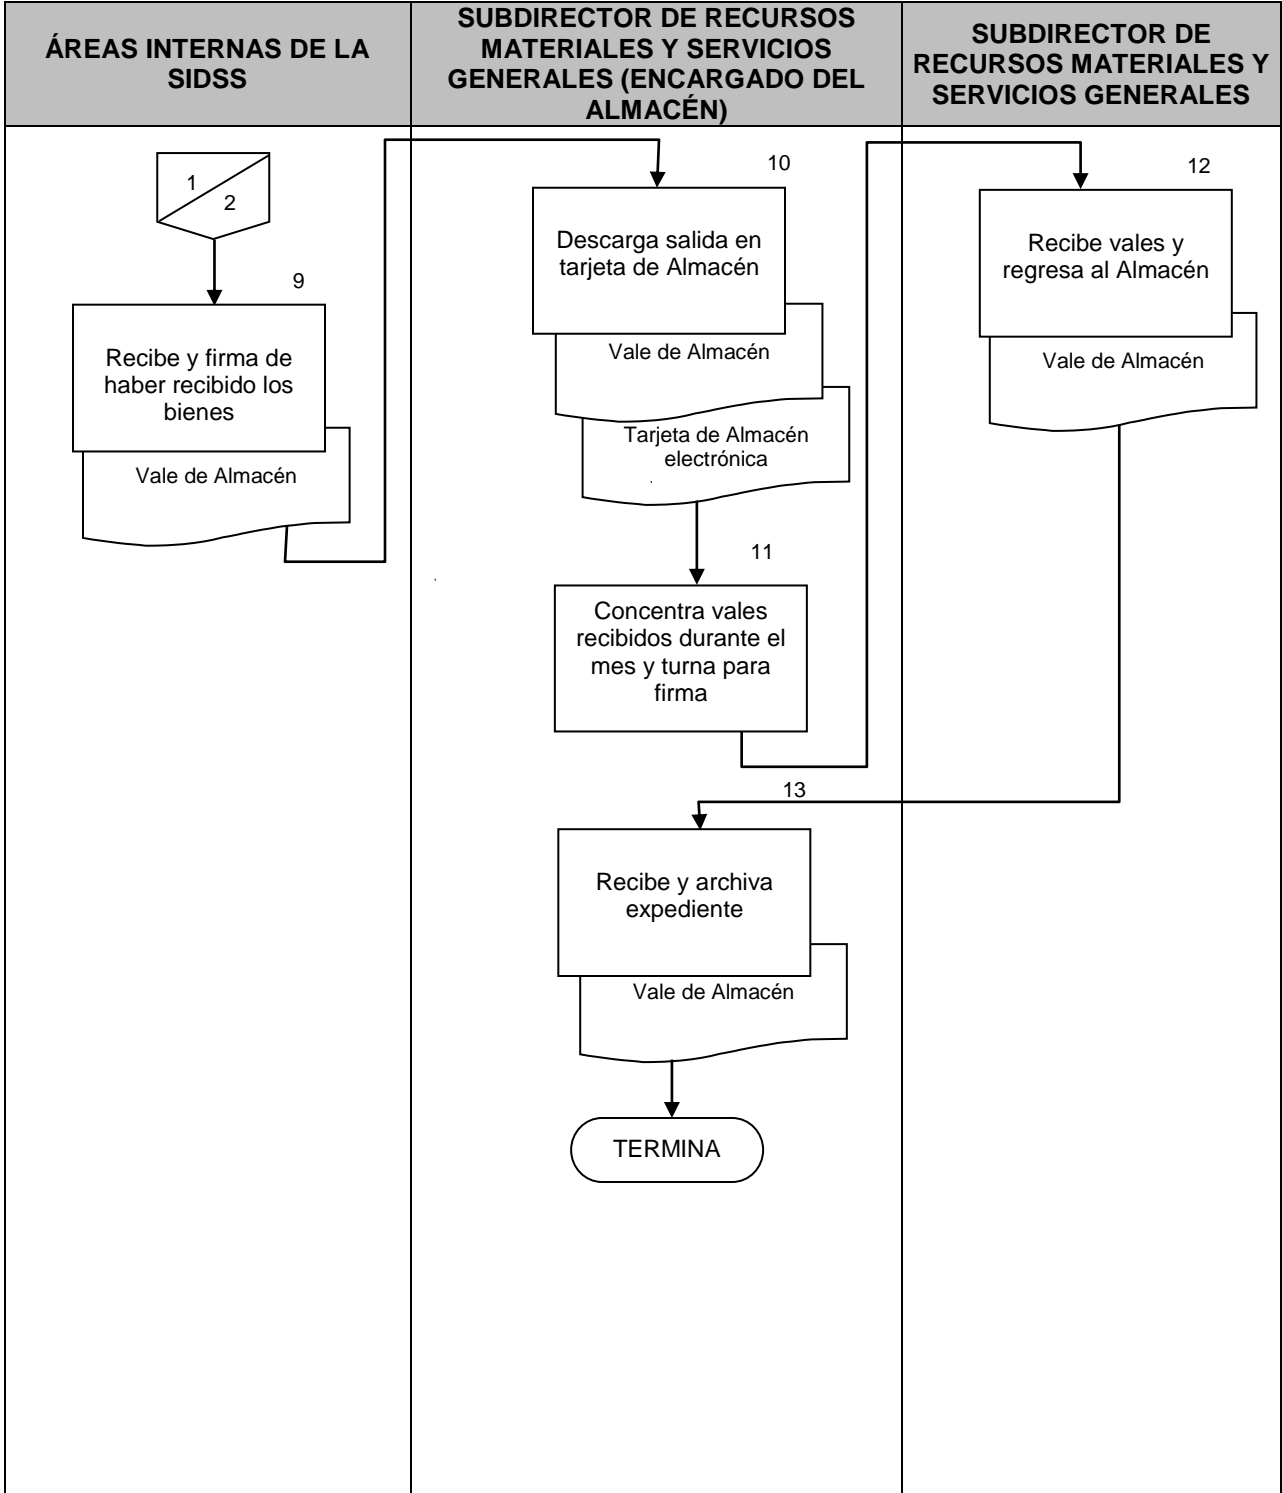 ÁREAS INTERNAS DE LA
SIDSS
SUBDIRECTOR DE RECURSOS
MATERIALES Y SERVICIOS
GENERALES (ENCARGADO DEL
ALMACÉN)
SUBDIRECTOR DE
RECURSOS MATERIALES Y
SERVICIOS GENERALES
1
2
9
Recibe y firma de
haber recibido los
bienes
Vale de Almacén
10
Descarga salida en
tarjeta de Almacén
Vale de Almacén
Tarjeta de Almacén
electrónica
11
Concentra vales
recibidos durante el
mes y turna para
firma
12
Recibe vales y
regresa al Almacén
Vale de Almacén
13
Recibe y archiva
expediente
Vale de Almacén
TERMINA